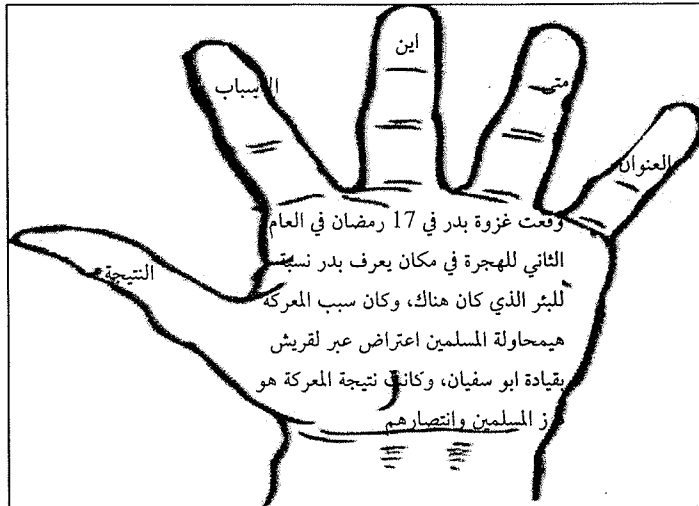 اين
متى
الاسباب
العنوان
النتيجة
وقعت غزوة بدر في 17 رمضان في العام
الثاني للهجرة في مكان يعرف بدر نسبة
للبئر الذي كان هناك، وكان سبب المعركة
هيمحاولة المسلمين اعتراض عبر لقريش
بقيادة ابو سفيان، وكانت نتيجة المعركة هو
المسلمين وانتصارهم